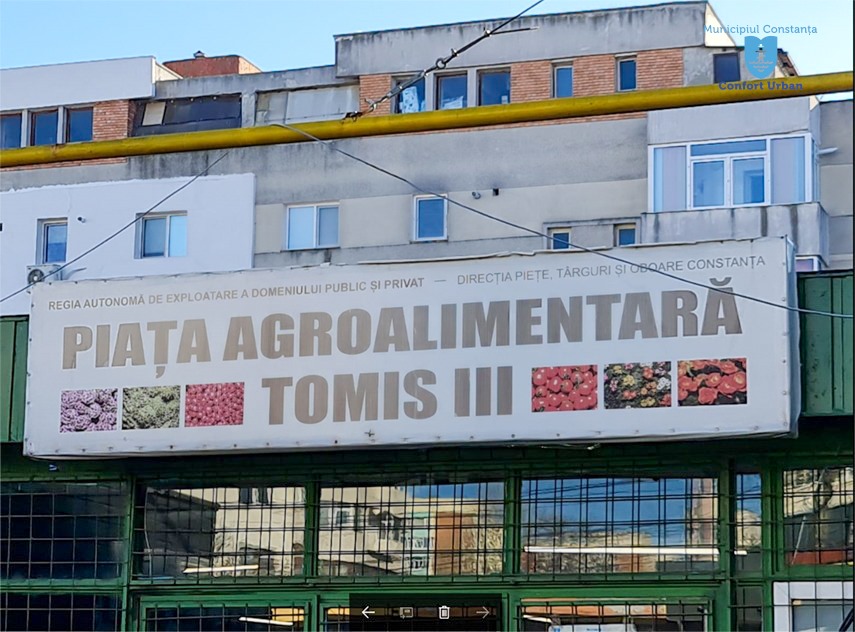 Municipiul Constanța
Confort Urban
REGIA AUTONOMĂ DE EXPLOATARE A DOMENIULUI PUBLIC ȘI PRIVAT — DIRECȚIA PIEȚE, TÂRGURI ȘI OBOARE CONSTANȚA
PIAȚA AGROALIMENTARĂ
TOMIS III